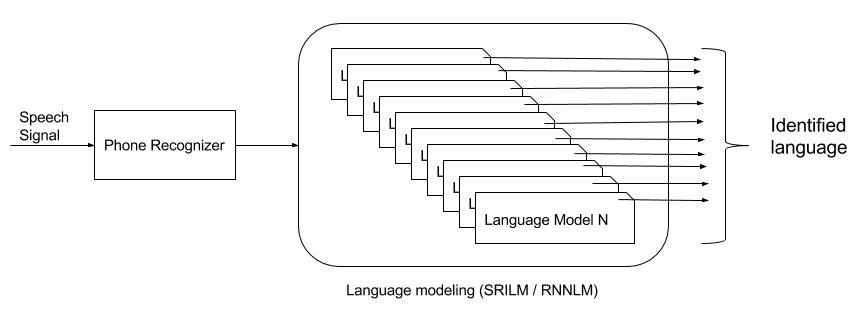 Speech
Signal
Phone Recognizer
L
L
L
L
L
L
L
L
L
Language Model N
Identified
language
Language modeling (SRILM / RNNLM)